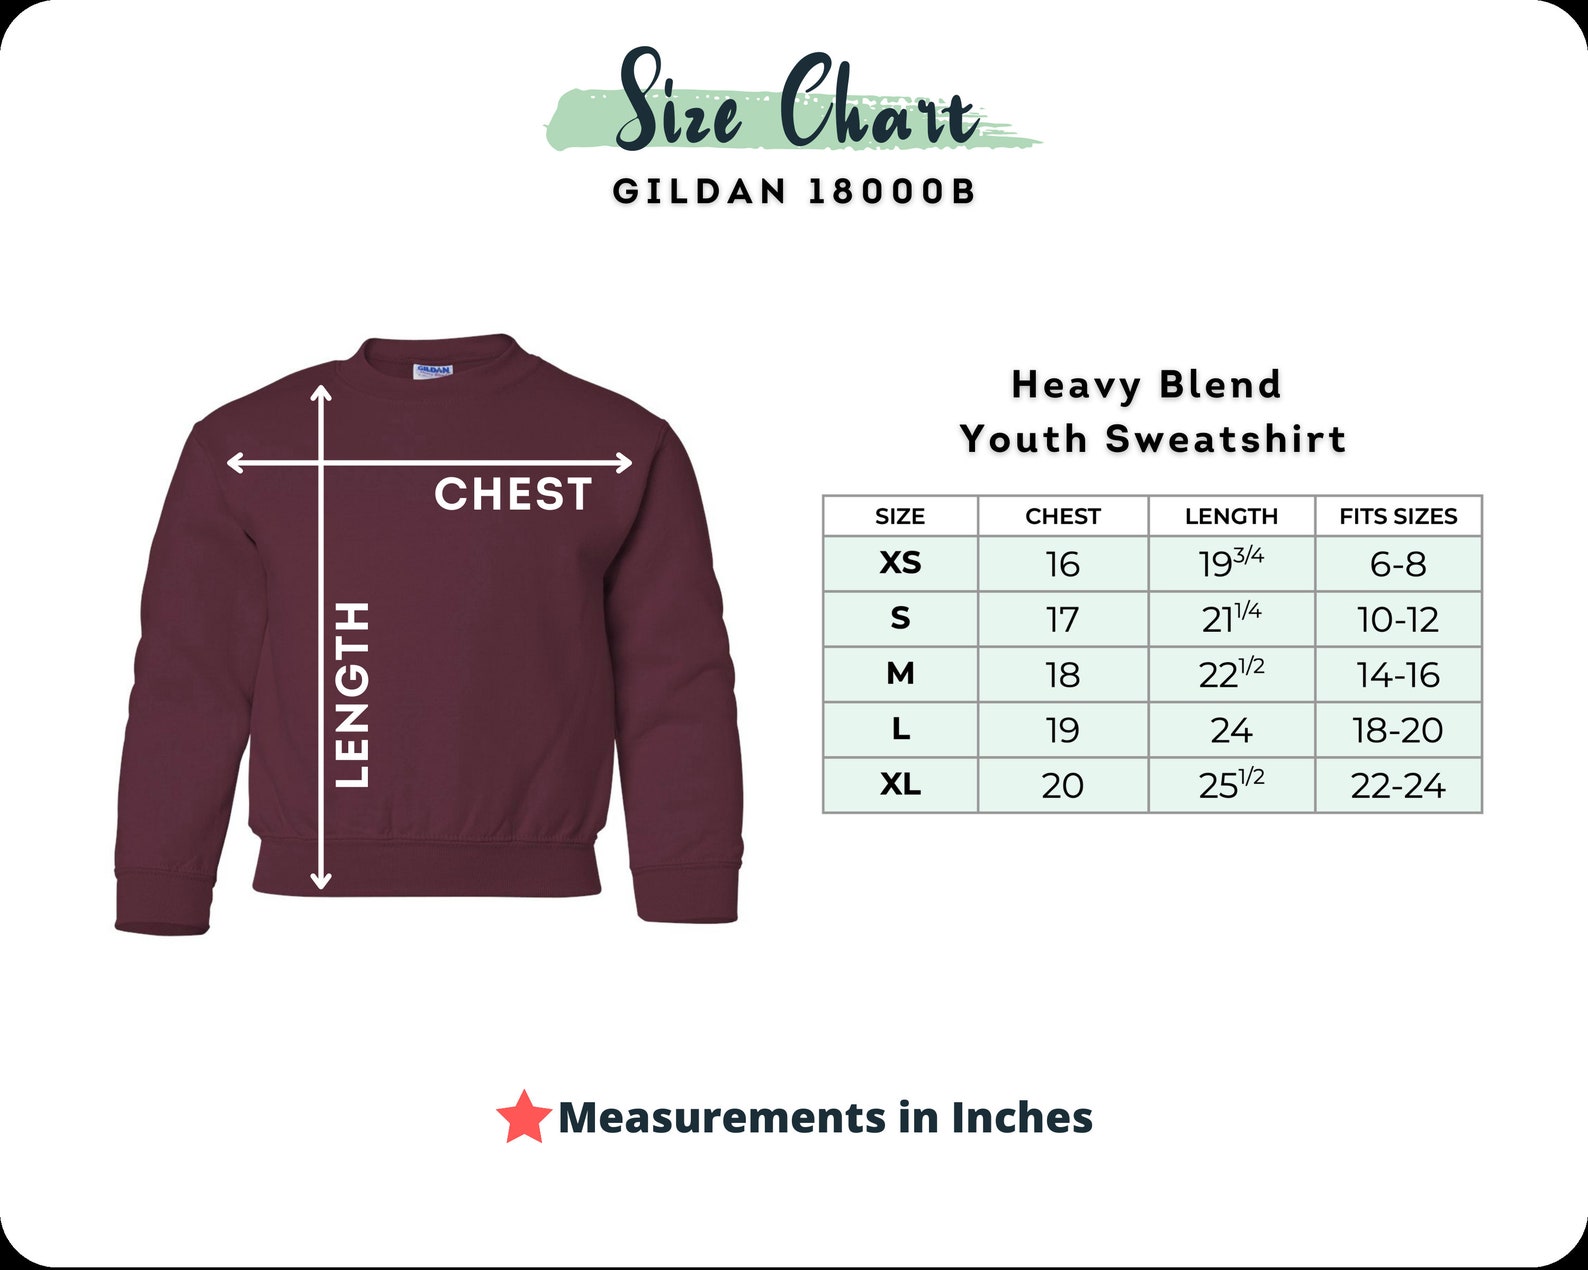 Size Chart
GILDAN 18000B
GILDAN
CHEST
LENGTH
Heavy Blend
Youth Sweatshirt
SIZE CHEST LENGTH FITS SIZES
XS 16 19 3/4 6-8
S 17 21 1/4 10-12
M 18 22 1/2 14-16
L 19 24 18-20
XL 20 25 1/2 22-24
Measurements in Inches